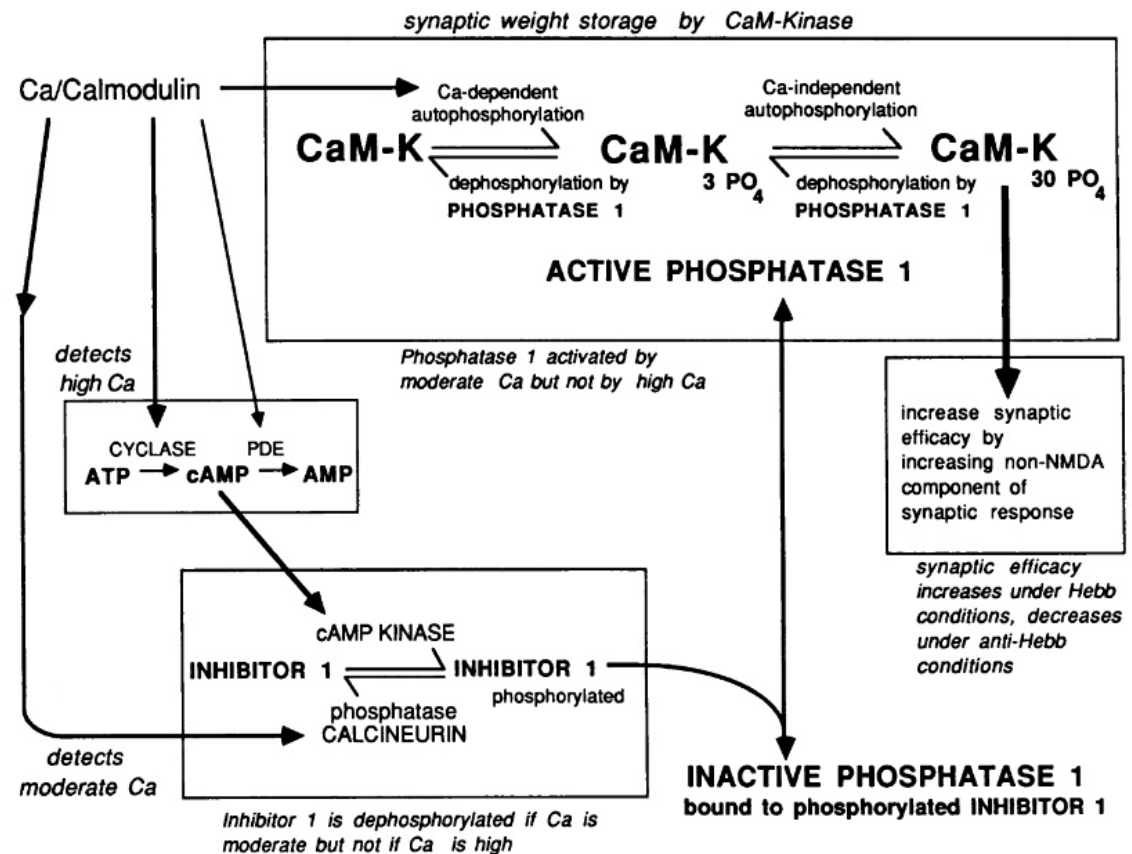 synaptic weight storage by CaM-Kinase
Ca/Calmodulin
Ca-dependent
autophosphorylation
Ca-independent
autophosphorylation
CaM-K
CaM-K
3 PO4
CaM-K
30 PO4
dephosphorylation by
PHOSPHATASE 1
dephosphorylation by
PHOSPHATASE 1
ACTIVE PHOSPHATASE 1
Phosphatase 1 activated by
moderate Ca but not by high Ca
detects
high Ca
CYCLASE PDE
ATP cAMP AMP
increase synaptic
efficacy by
increasing non-NMDA
component of
synaptic response
synaptic efficacy
increases under Hebb
conditions, decreases
under anti-Hebb
conditions
cAMP KINASE
INHIBITOR 1 INHIBITOR 1
phosphorylated
phosphatase
CALCINEURIN
detects
moderate Ca
INACTIVE PHOSPHATASE 1
bound to phosphorylated INHIBITOR 1
Inhibitor 1 is dephosphorylated if Ca is
moderate but not if Ca is high